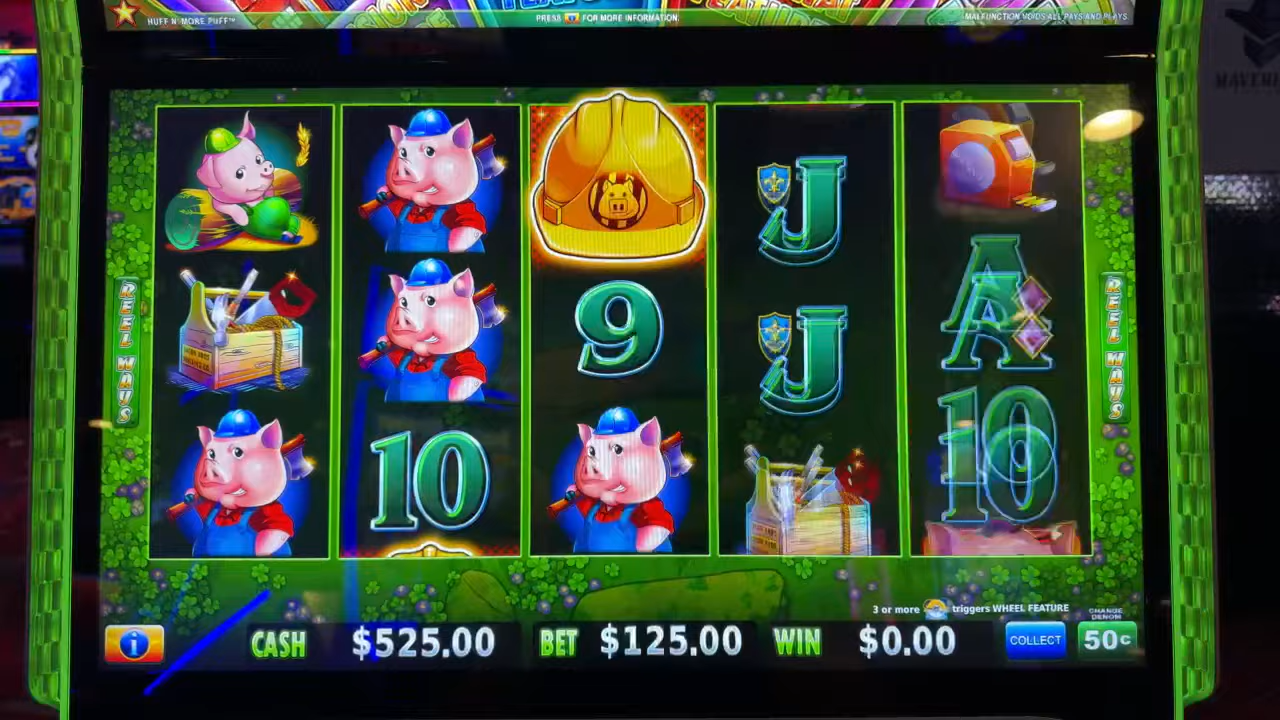 HUFF N' MORE PUFF™
PRESS i FOR MORE INFORMATION.
MALFUNCTION VOIDS ALL PAYS AND PLAYS.
J
9
A
REEL WAYS
J
REEL WAYS
10
10
3 or more triggers WHEEL FEATURE
CHANGE DENOM
i
CASH $525.00 BET $125.00 WIN $0.00 COLLECT 50¢